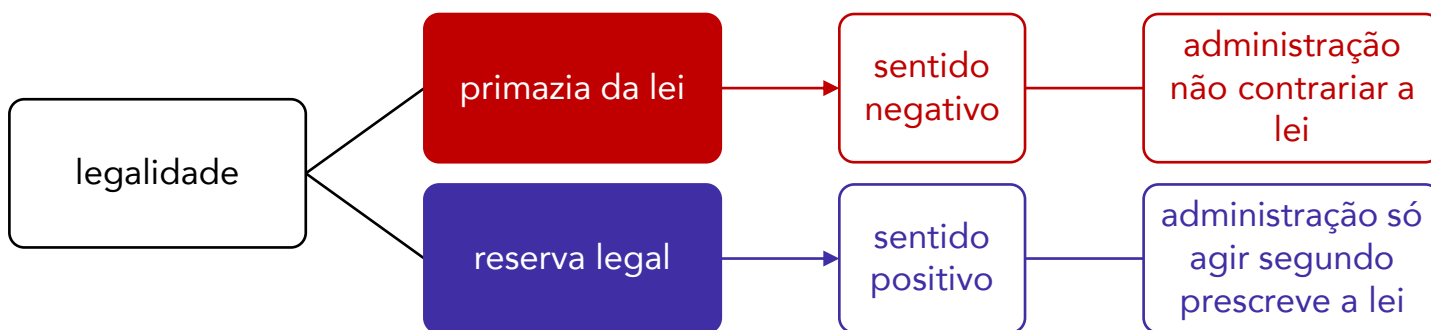 legalidade
primazia da lei
sentido
negativo
administração
não contrariar a
lei
reserva legal
sentido
positivo
administração só
agir segundo
prescreve a lei